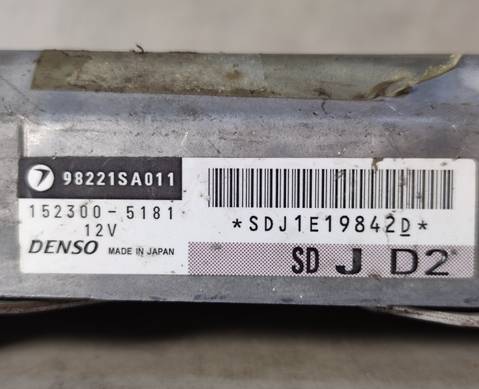 98221SA011
152300-5181
12V
DENSO MADE IN JAPAN
*SDJ1E19842D*
SD J D2